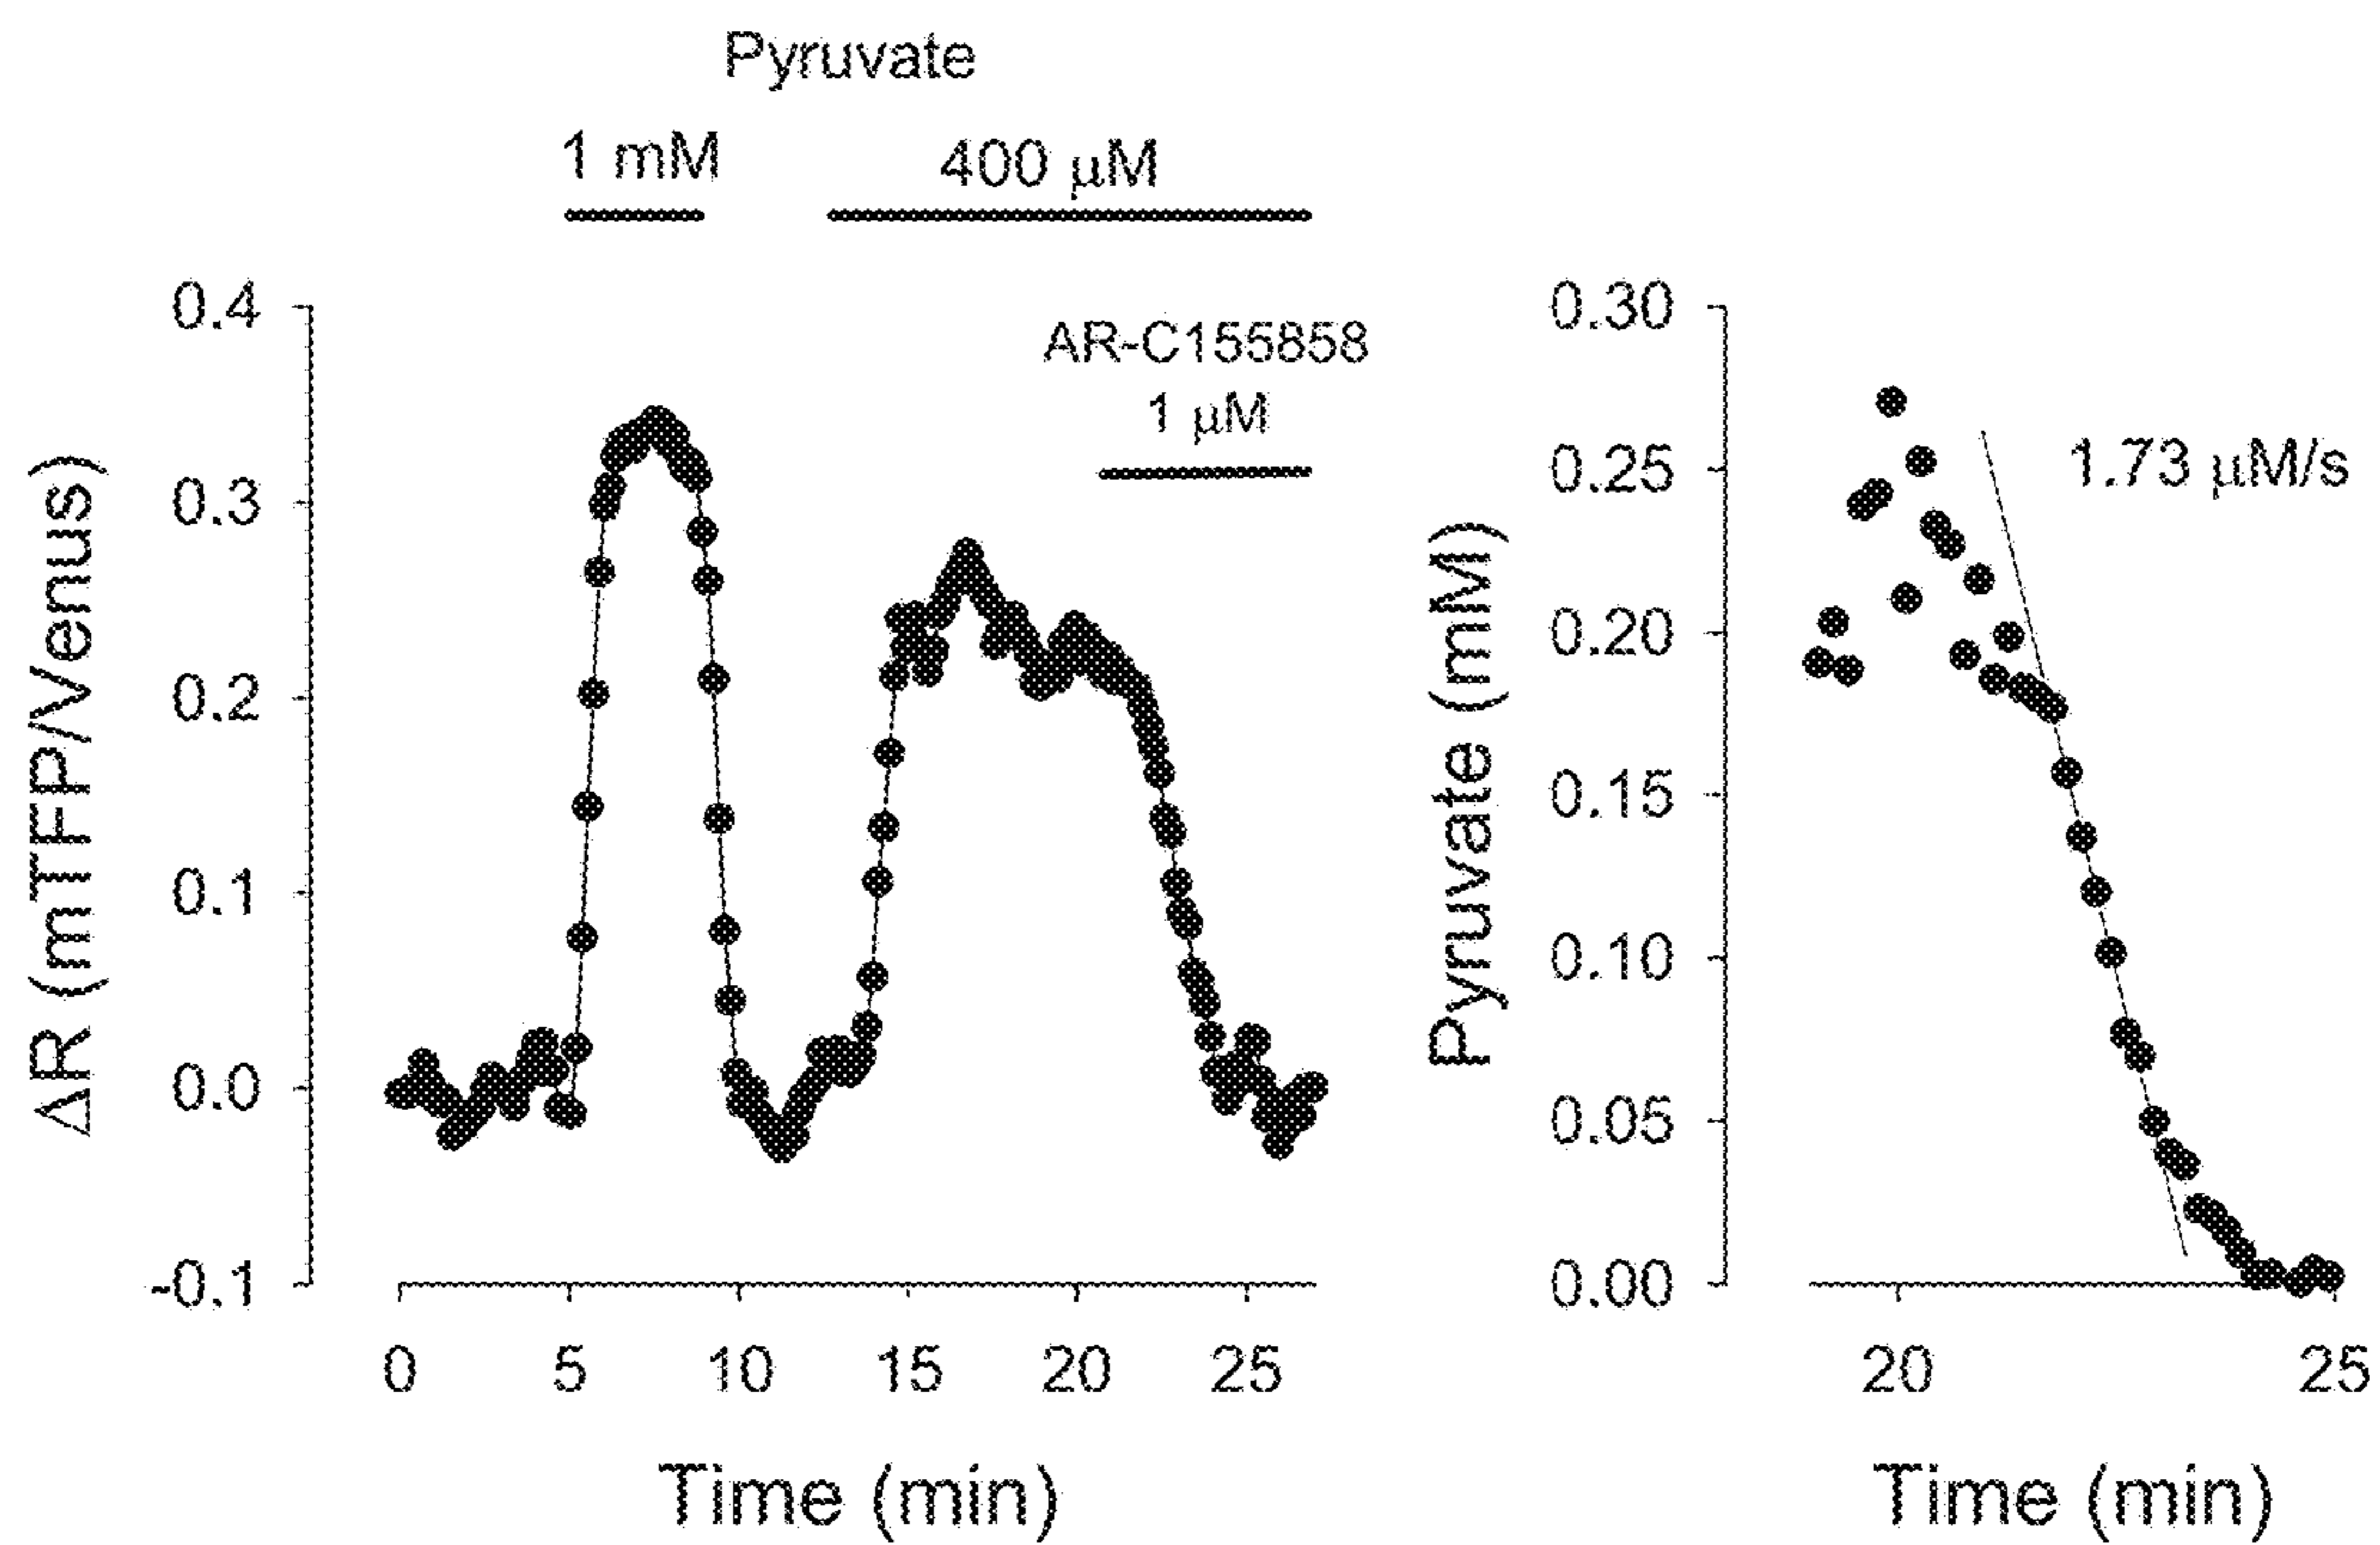 Pyruvate
1 mM
400 μM
AR-C155858
1 μM
ΔR (mTFP/Venus)
0.4
0.3
0.2
0.1
0.0
-0.1
0 5 10 15 20 25
Time (min)
1.73 μM/s
Pyruvate (mM)
0.30
0.25
0.20
0.15
0.10
0.05
0.00
20 25
Time (min)